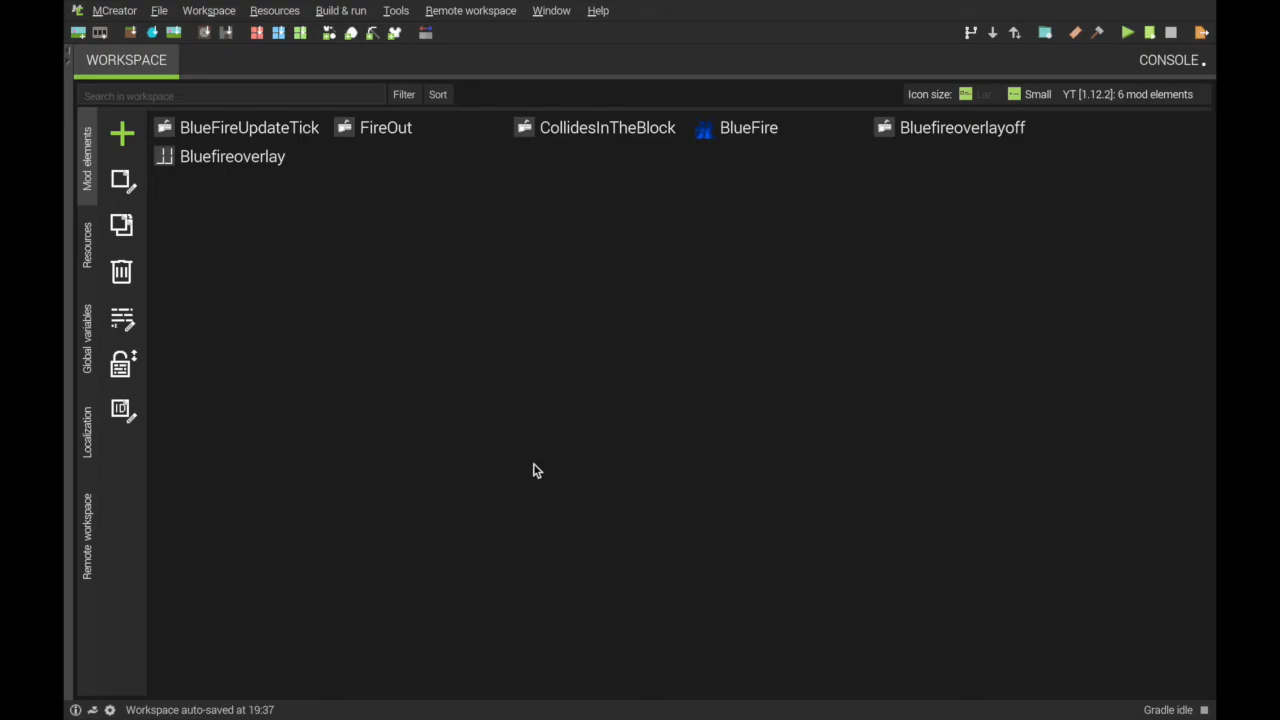 MCreator File Workspace Resources Build & run Tools Remote workspace Window Help
WORKSPACE
CONSOLE
Search in workspace
Filter
Sort
Icon size: Lar... Small YT [1.12.2]: 6 mod elements
Mod elements
Resources
Global variables
Localization
Remote workspace
BlueFireUpdateTick FireOut CollidesInTheBlock BlueFire Bluefireoverlayoff
Bluefireoverlay
ID
Workspace auto-saved at 19:37
Gradle idle